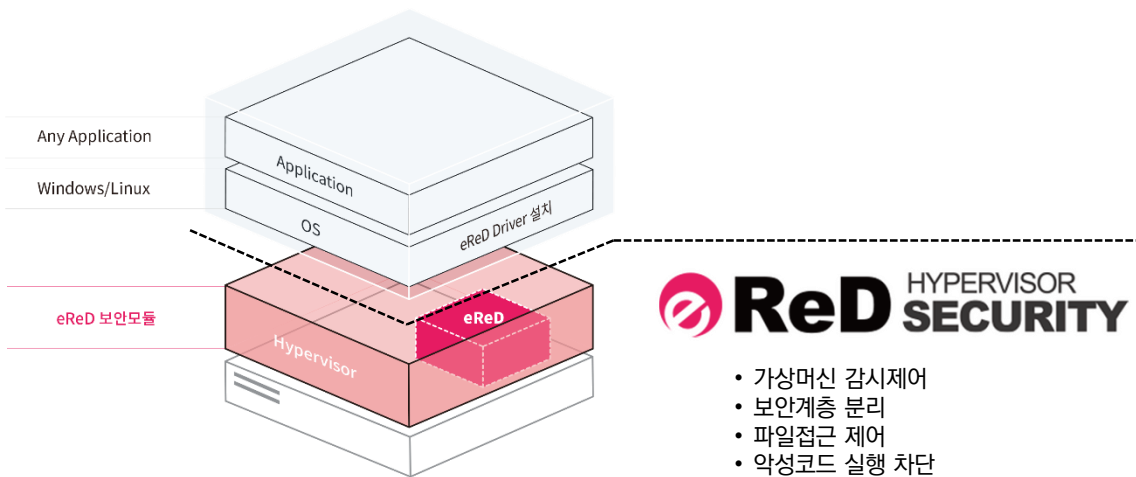 Any Application
Windows/Linux
eReD 보안모듈
Application
OS
eReD Driver 설치
eReD
Hypervisor
e ReD HYPERVISOR SECURITY
• 가상머신 감시제어
• 보안계층 분리
• 파일접근 제어
• 악성코드 실행 차단